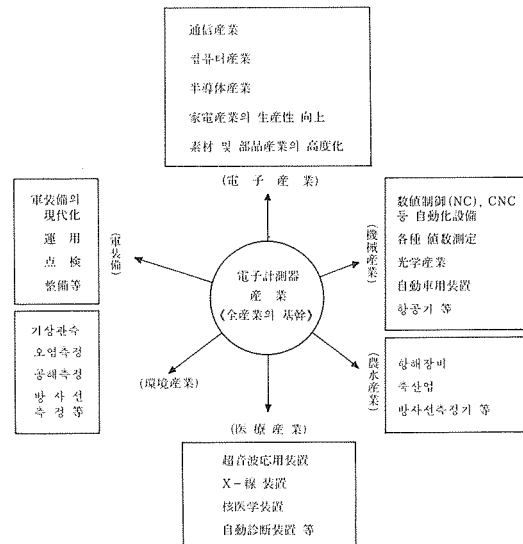 通信産業
컴퓨터産業
半導体産業
家電産業의 生産性 向上
素材 및 部品産業의 高度化
(電子産業)
軍装備의
現代化
運用
点検
整備等
(軍装備)
数値制御(NC), CNC
등 自動化設備
各種 値数測定
光学産業
自動車用装置
항공기 等
(機械産業)
電子計測器
産業
《全産業의 基幹》
기상관측
오염측정
공해측정
방사선
측정等
(環境産業)
항해장비
축산업
방사선측정기 等
(農水産業)
(医療産業)
超音波応用装置
X-線 装置
核医学装置
自動診断装置 等